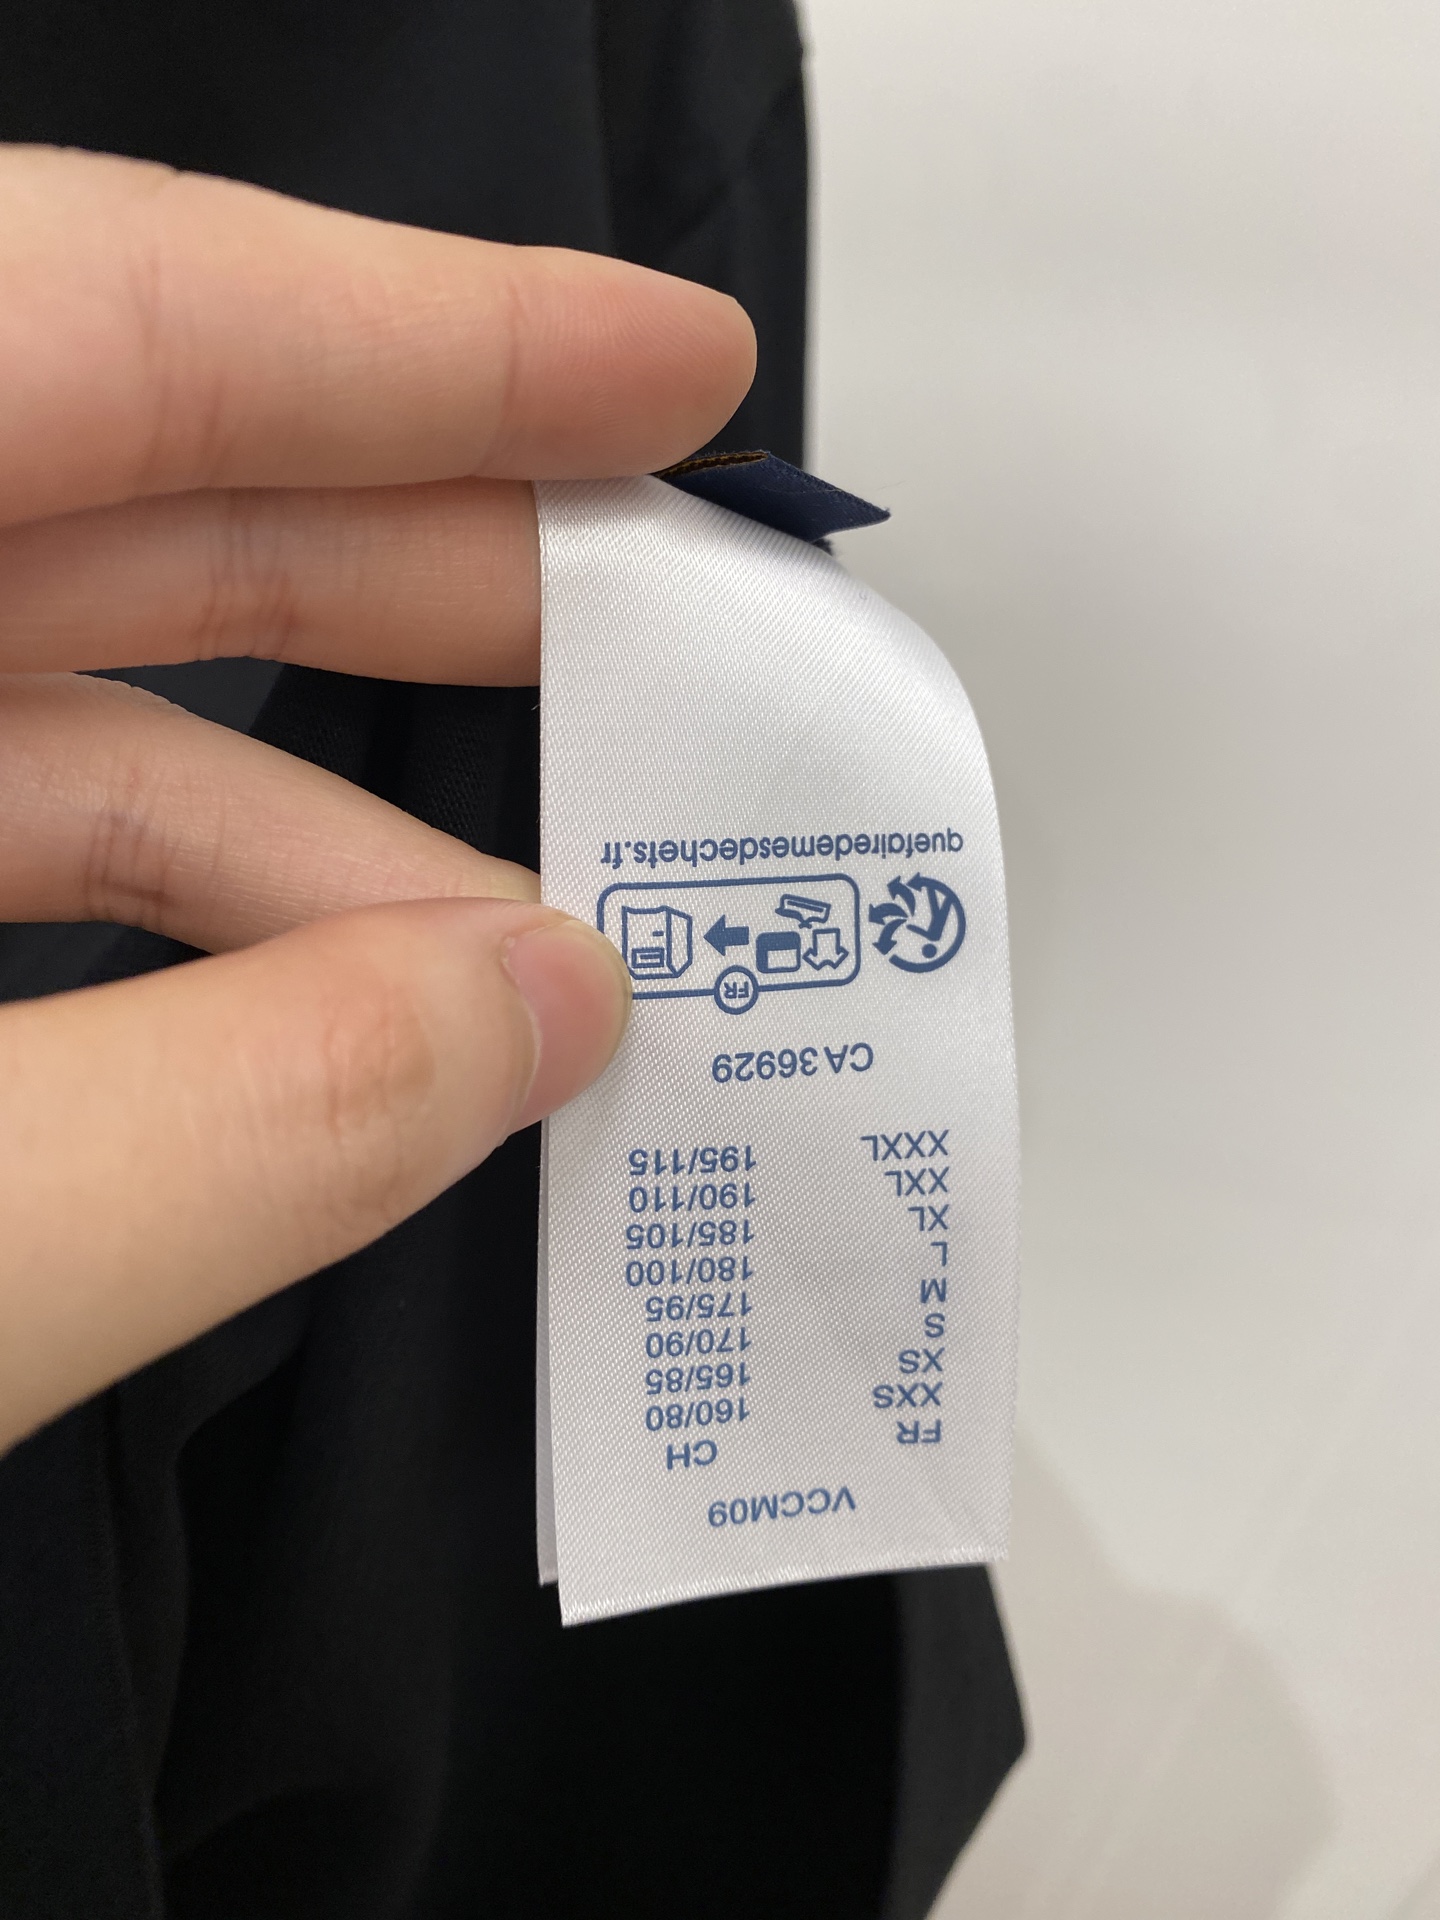 VCCM09
FR CH
XXS 160/80
XS 165/85
S 170/90
M 175/95
L 180/100
XL 185/105
XXL 190/110
XXXL 195/115
CA 36929
FR
quefairedemesdechets.fr